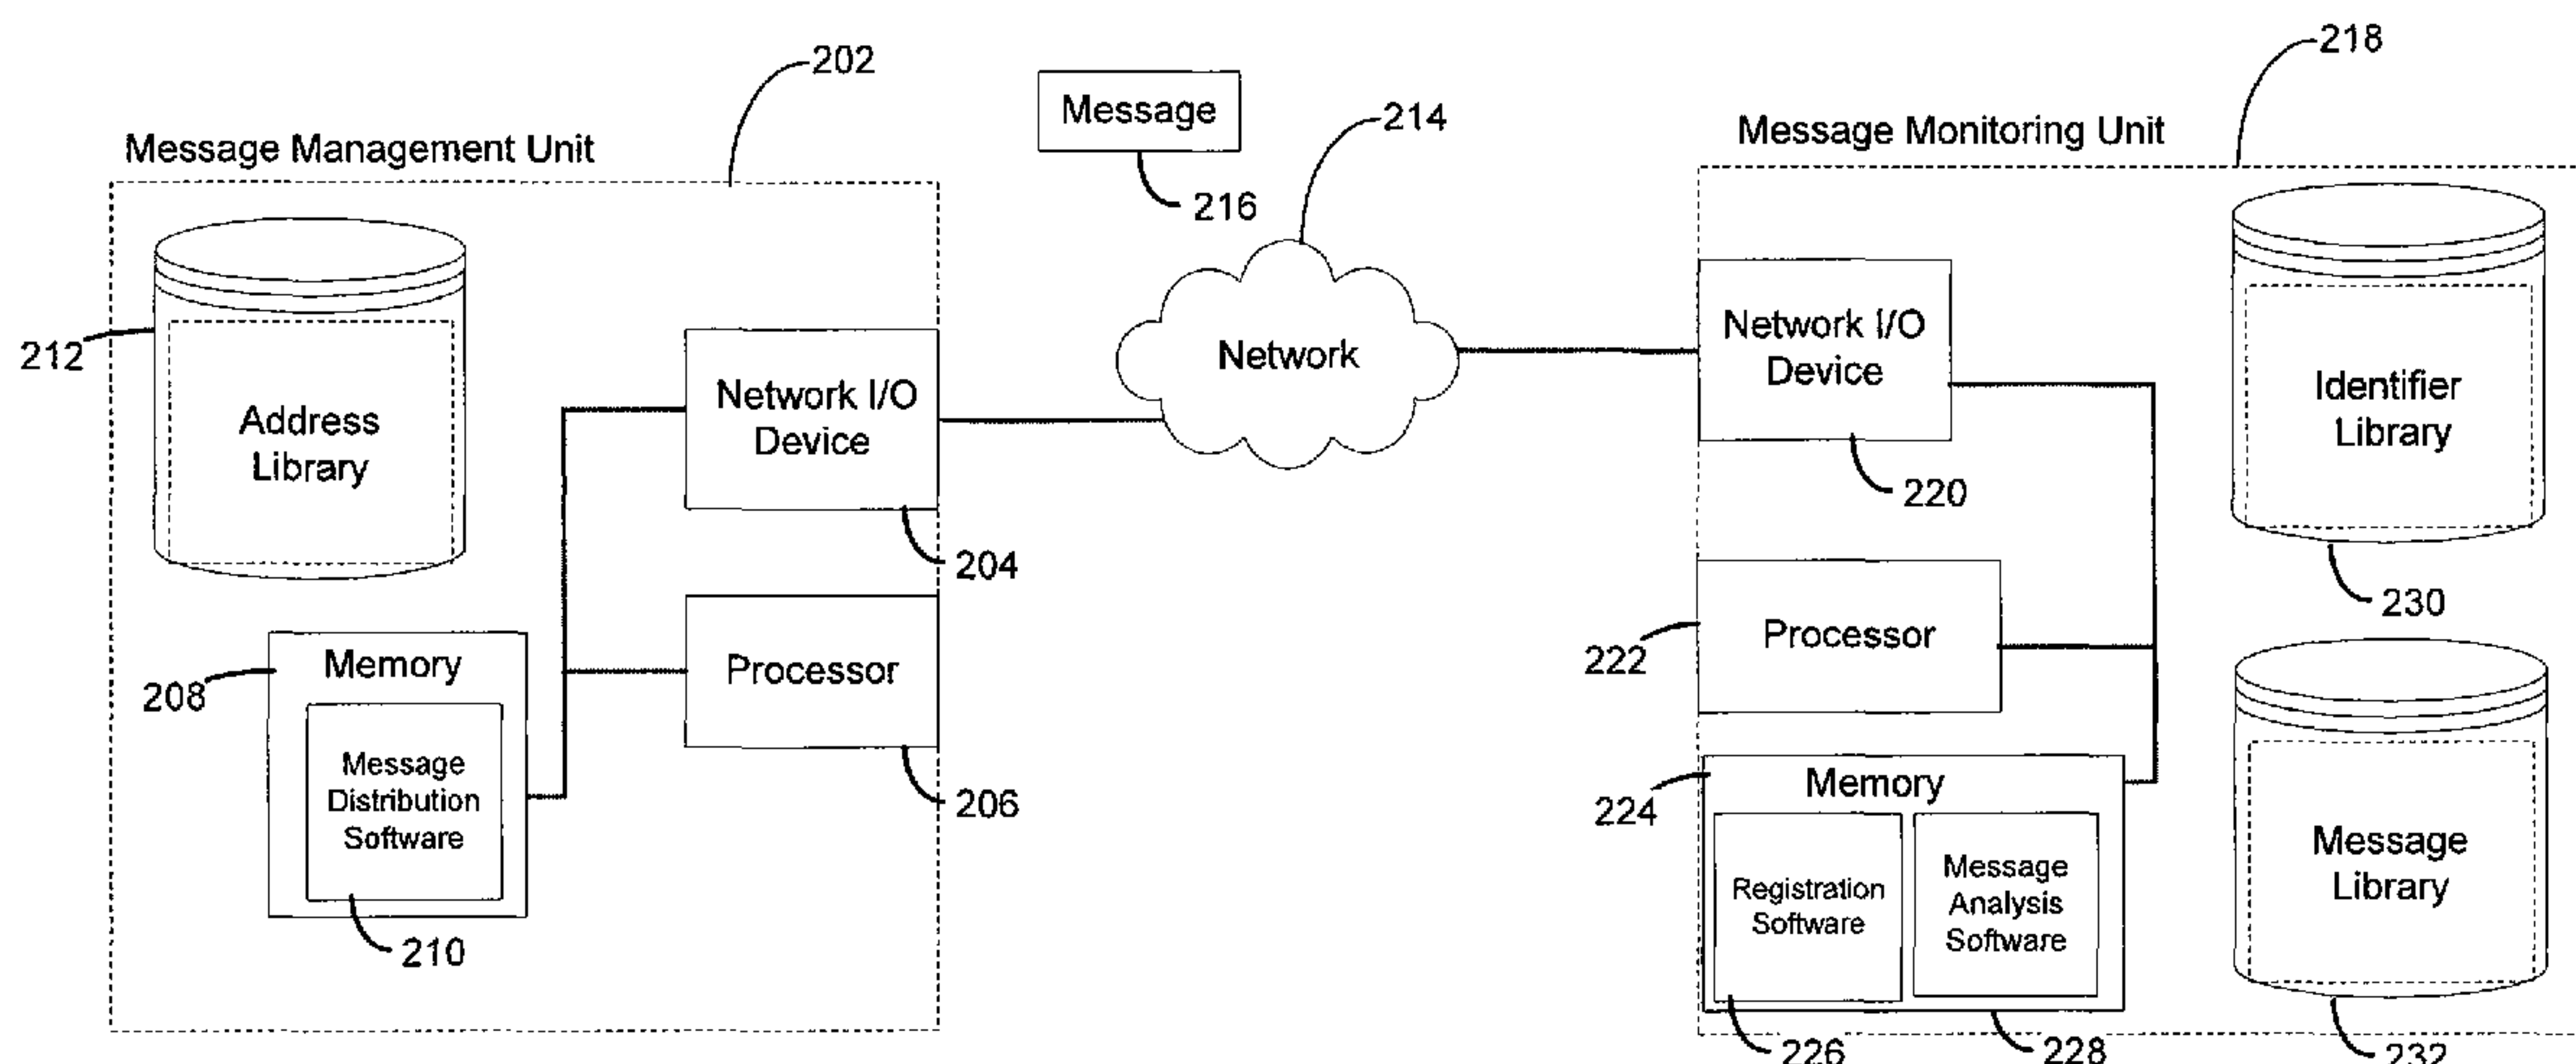 202
Message Management Unit
212
Address
Library
Network I/O
Device
204
208
Memory
Message
Distribution
Software
210
Processor
206
Message
216
214
Network
218
Message Monitoring Unit
Network I/O
Device
220
Identifier
Library
230
222
Processor
224
Memory
Registration
Software
226
Message
Analysis
Software
228
Message
Library
232